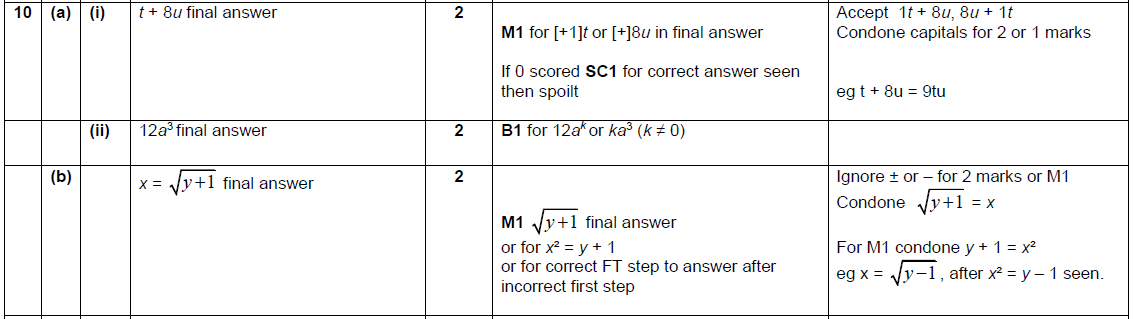 10 (a) (i) t + 8u final answer 2 Accept 1t + 8u, 8u + 1t
M1 for [+1]t or [+]8u in final answer Condone capitals for 2 or 1 marks
If 0 scored SC1 for correct answer seen
then spoilt eg t + 8u = 9tu
(ii) 12a³ final answer 2 B1 for 12aᵏ or ka³ (k ≠ 0)
(b) x = √(y+1) final answer 2 Ignore ± or – for 2 marks or M1
Condone √(y+1) = x
M1 √(y+1) final answer
or for x² = y + 1 For M1 condone y + 1 = x²
or for correct FT step to answer after eg x = √(y−1), after x² = y – 1 seen.
incorrect first step